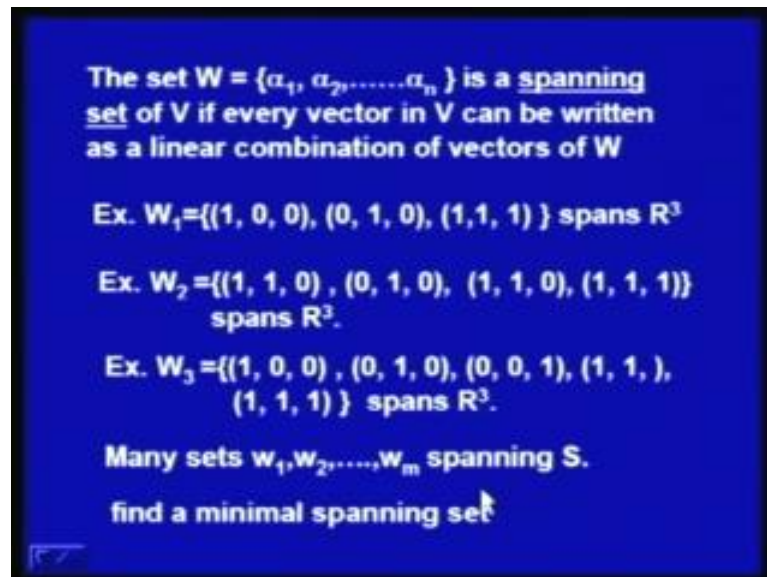 The set W = {α₁, α₂,......αₙ } is a spanning
set of V if every vector in V can be written
as a linear combination of vectors of W
Ex. W₁={(1, 0, 0), (0, 1, 0), (1,1, 1) } spans R³
Ex. W₂ ={(1, 1, 0) , (0, 1, 0), (1, 1, 0), (1, 1, 1)}
spans R³.
Ex. W₃ ={(1, 0, 0) , (0, 1, 0), (0, 0, 1), (1, 1, ),
(1, 1, 1) } spans R³.
Many sets w₁,w₂,....,wₘ spanning S.
find a minimal spanning set